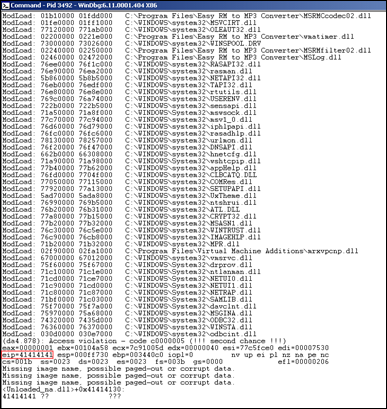 Command - Pid 3492 - WinDbg:6.11.0001.404 X86
ModLoad: 01b10000 01fdd000 C:\Program Files\Easy RM to MP3 Converter\MSRMCcodec02.dll
ModLoad: 01fe0000 01ff1000 C:\WINDOWS\system32\MSVCIRT.dll
ModLoad: 77120000 771ab000 C:\WINDOWS\system32\OLEAUT32.dll
ModLoad: 02200000 0221e000 C:\Program Files\Easy RM to MP3 Converter\wmatimer.dll
ModLoad: 73000000 73026000 C:\WINDOWS\system32\WINSPOOL.DRV
ModLoad: 02240000 02250000 C:\Program Files\Easy RM to MP3 Converter\MSRMfilter02.dll
ModLoad: 02460000 02472000 C:\Program Files\Easy RM to MP3 Converter\MSLog.dll
ModLoad: 76ee0000 76f1c000 C:\WINDOWS\System32\RASAPI32.dll
ModLoad: 76e90000 76ea2000 C:\WINDOWS\System32\rasman.dll
ModLoad: 5b860000 5b8b5000 C:\WINDOWS\System32\NETAPI32.dll
ModLoad: 76eb0000 76edf000 C:\WINDOWS\System32\TAPI32.dll
ModLoad: 76e80000 76e8e000 C:\WINDOWS\System32\rtutils.dll
ModLoad: 769c0000 76a74000 C:\WINDOWS\system32\USERENV.dll
ModLoad: 722b0000 722b5000 C:\WINDOWS\System32\sensapi.dll
ModLoad: 71a50000 71a8f000 C:\WINDOWS\System32\mswsock.dll
ModLoad: 77c70000 77c94000 C:\WINDOWS\system32\msv1_0.dll
ModLoad: 76d60000 76d79000 C:\WINDOWS\system32\iphlpapi.dll
ModLoad: 76fc0000 76fc6000 C:\WINDOWS\System32\rasadhlp.dll
ModLoad: 78130000 78257000 C:\WINDOWS\system32\urlmon.dll
ModLoad: 76f20000 76f47000 C:\WINDOWS\System32\DNSAPI.dll
ModLoad: 662b0000 66308000 C:\WINDOWS\system32\hnetcfg.dll
ModLoad: 71a90000 71a98000 C:\WINDOWS\System32\wshtcpip.dll
ModLoad: 77b40000 77b62000 C:\WINDOWS\system32\appHelp.dll
ModLoad: 76fd0000 7704f000 C:\WINDOWS\system32\CLBCATQ.DLL
ModLoad: 77050000 77115000 C:\WINDOWS\system32\COMRes.dll
ModLoad: 77920000 77a13000 C:\WINDOWS\system32\SETUPAPI.dll
ModLoad: 5ad70000 5ada8000 C:\WINDOWS\system32\UxTheme.dll
ModLoad: 76990000 769b5000 C:\WINDOWS\system32\ntshrui.dll
ModLoad: 76b20000 76b31000 C:\WINDOWS\system32\ATL.DLL
ModLoad: 77a80000 77b15000 C:\WINDOWS\system32\CRYPT32.dll
ModLoad: 77b20000 77b32000 C:\WINDOWS\system32\MSASN1.dll
ModLoad: 76c30000 76c5e000 C:\WINDOWS\system32\WINTRUST.dll
ModLoad: 76c90000 76cb8000 C:\WINDOWS\system32\IMAGEHLP.dll
ModLoad: 71b20000 71b32000 C:\WINDOWS\system32\MPR.dll
ModLoad: 02f90000 02fa1000 C:\Program Files\Virtual Machine Additions\mrxvpcnp.dll
ModLoad: 67000000 67012000 C:\WINDOWS\system32\vmsrvc.dll
ModLoad: 75f60000 75f67000 C:\WINDOWS\System32\drprov.dll
ModLoad: 71c10000 71c1e000 C:\WINDOWS\System32\ntlanman.dll
ModLoad: 71cd0000 71ce7000 C:\WINDOWS\System32\NETUI0.dll
ModLoad: 71c90000 71cd0000 C:\WINDOWS\System32\NETUI1.dll
ModLoad: 71c80000 71c87000 C:\WINDOWS\System32\NETRAP.dll
ModLoad: 71bf0000 71c03000 C:\WINDOWS\System32\SAMLIB.dll
ModLoad: 75f70000 75f7a000 C:\WINDOWS\System32\davclnt.dll
ModLoad: 75970000 75a68000 C:\WINDOWS\system32\MSGINA.dll
ModLoad: 74320000 7435d000 C:\WINDOWS\system32\ODBC32.dll
ModLoad: 76360000 76370000 C:\WINDOWS\system32\WINSTA.dll
ModLoad: 030d0000 030e7000 C:\WINDOWS\system32\odbcint.dll
(da4.878): Access violation - code c0000005 (!!! second chance !!!)
eax=00000001 ebx=00104a58 ecx=7c91005d edx=00000040 esi=77c5fce0 edi=00007530
eip=41414141 esp=000ff730 ebp=003440c0 iopl=0 nv up ei pl nz na pe nc
cs=001b ss=0023 ds=0023 es=0023 fs=003b gs=0000 efl=00000206
Missing image name, possible paged-out or corrupt data.
Missing image name, possible paged-out or corrupt data.
Missing image name, possible paged-out or corrupt data.
<Unloaded_na.dll>+0x41414130:
41414141 ?? ???